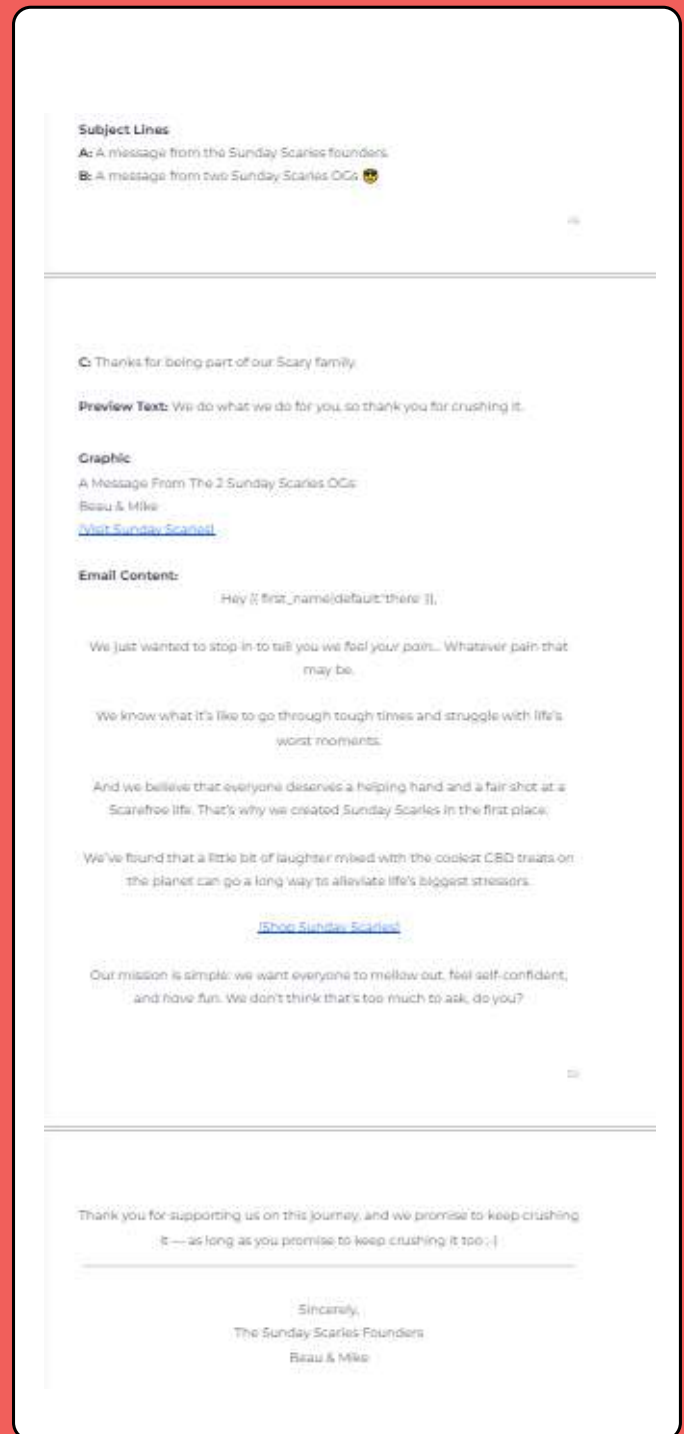 Subject Lines
A: A message from the Sunday Scaries founders.
B: A message from two Sunday Scaries OGs 🤓
C: Thanks for being part of our Scary family.
Preview Text: We do what we do for you, so thank you for crushing it.
Graphic
A Message From The 2 Sunday Scaries OGs:
Beau & Mike
[Visit Sunday Scaries]
Email Content:
Hey {{ first_name|default:'there' }},
We just wanted to stop in to tell you we feel your pain... Whatever pain that
may be.
We know what it's like to go through tough times and struggle with life's
worst moments.
And we believe that everyone deserves a helping hand and a fair shot at a
Scarefree life. That's why we created Sunday Scaries in the first place.
We've found that a little bit of laughter mixed with the coolest CBD treats on
the planet can go a long way to alleviate life's biggest stressors.
[Shop Sunday Scaries]
Our mission is simple: we want everyone to mellow out, feel self-confident,
and have fun. We don't think that's too much to ask, do you?
Thank you for supporting us on this journey, and we promise to keep crushing
it — as long as you promise to keep crushing it too ;-)
Sincerely,
The Sunday Scaries Founders
Beau & Mike